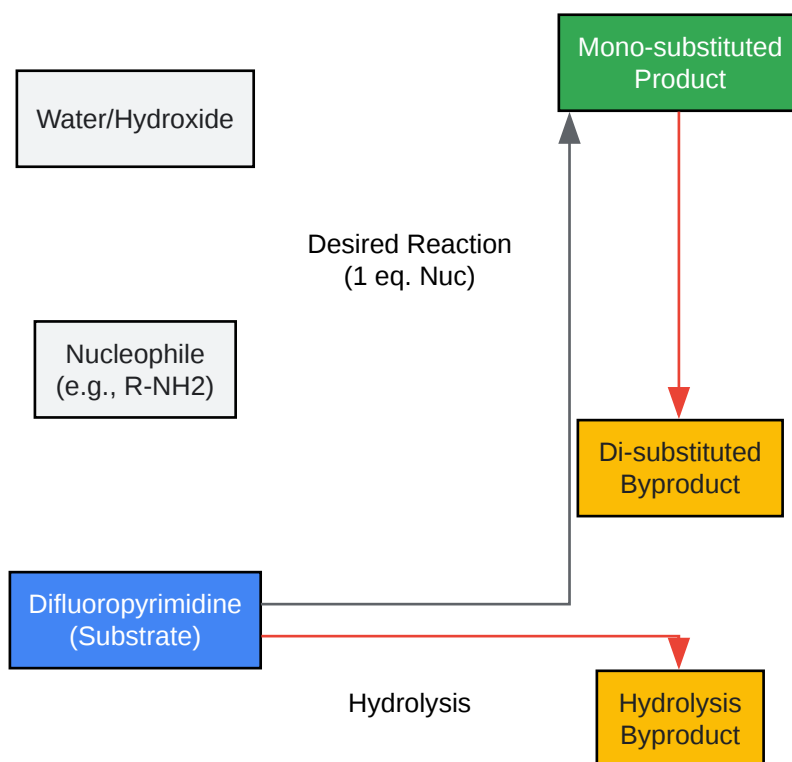 Mono-substituted
Product
Water/Hydroxide
Desired Reaction
(1 eq. Nuc)
Nucleophile
(e.g., R-NH2)
Di-substituted
Byproduct
Difluoropyrimidine
(Substrate)
Hydrolysis
Hydrolysis
Byproduct